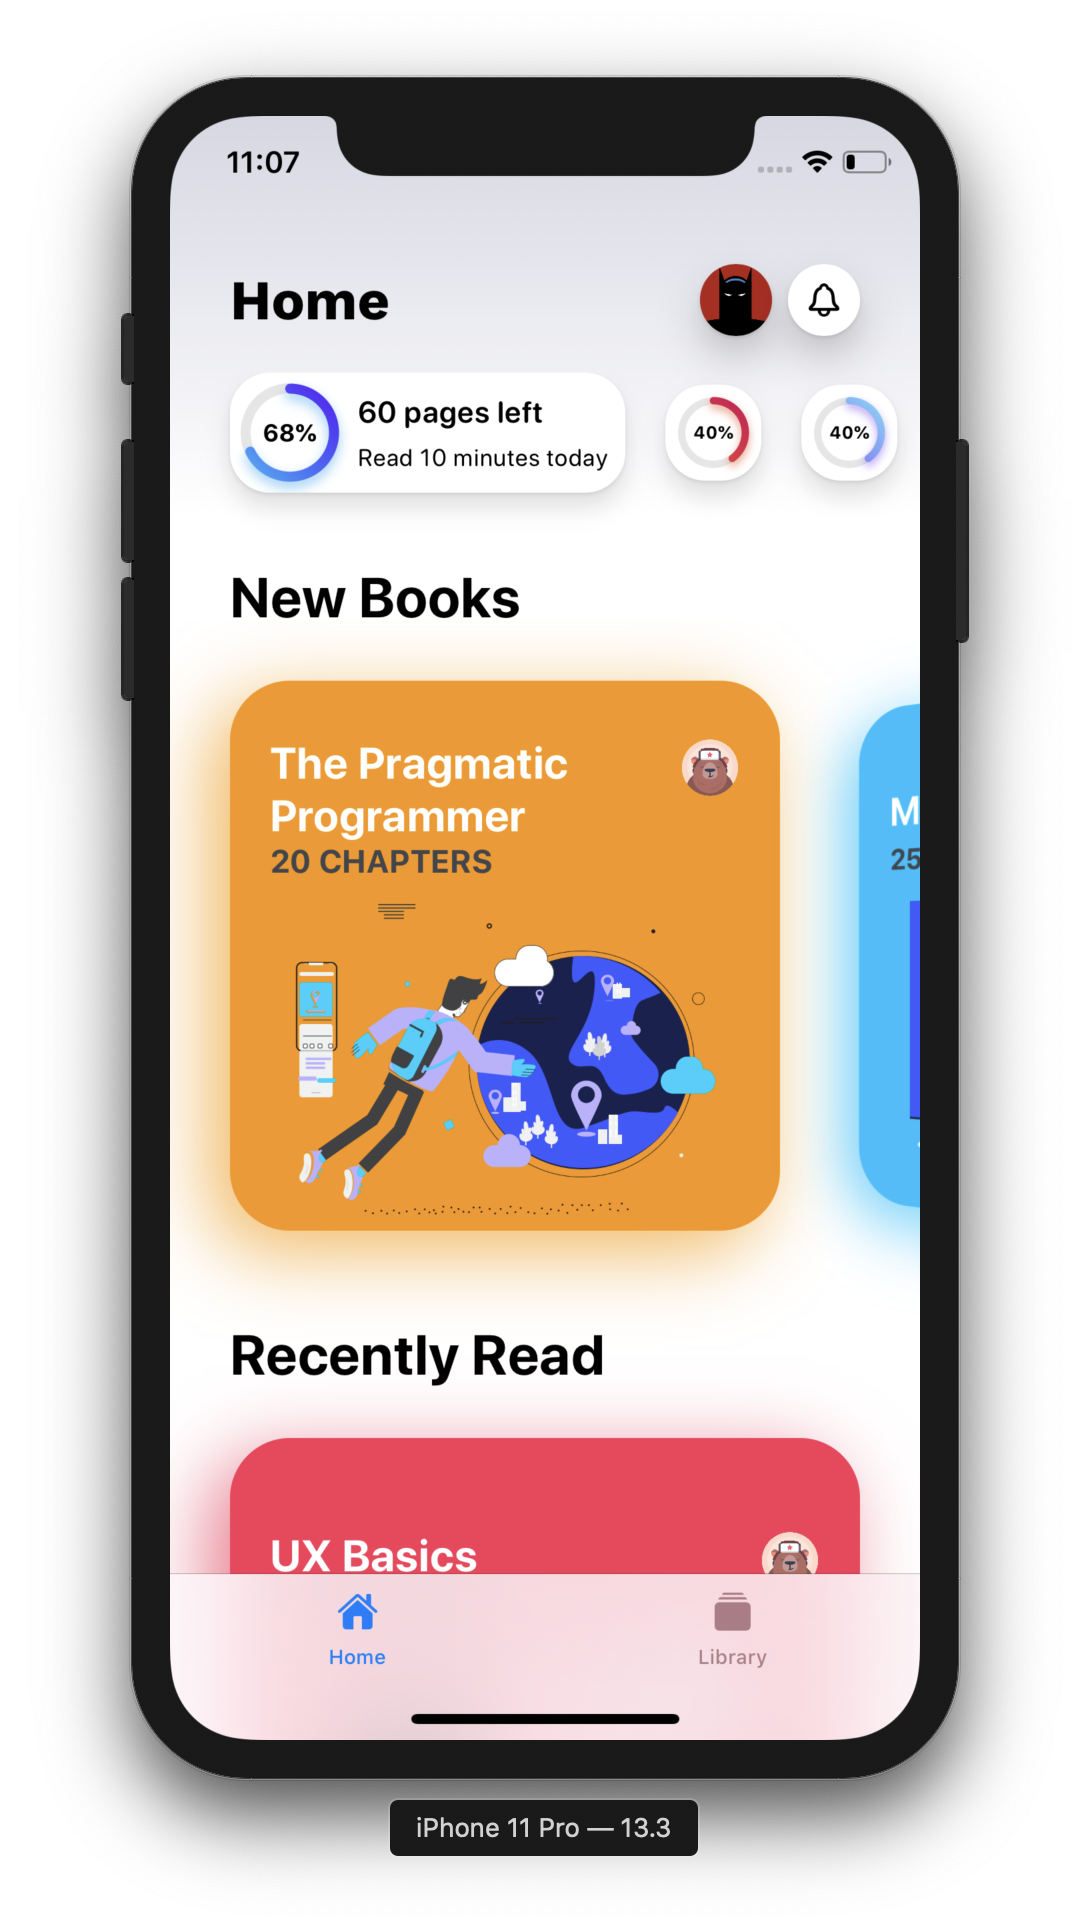 11:07
Home
68%
60 pages left
Read 10 minutes today
40%
40%
New Books
The Pragmatic
Programmer
20 CHAPTERS
M
25
Recently Read
UX Basics
Home
Library
iPhone 11 Pro — 13.3